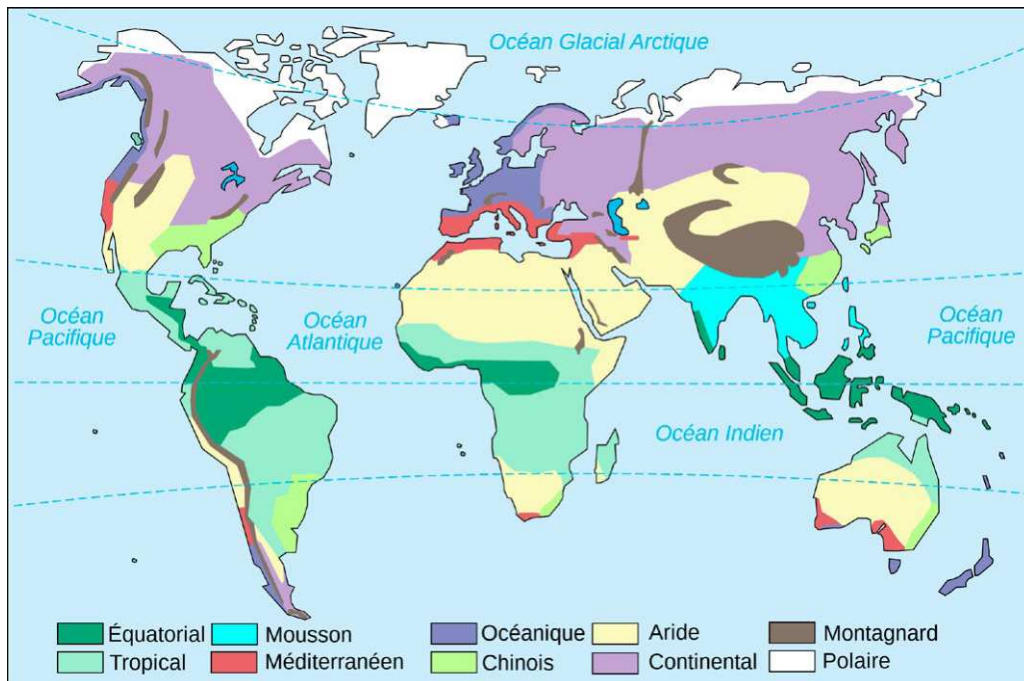 Océan Glacial Arctique
Océan
Pacifique
Océan
Atlantique
Océan
Pacifique
Océan Indien
Équatorial
Mousson
Océanique
Aride
Montagnard
Tropical
Méditerranéen
Chinois
Continental
Polaire